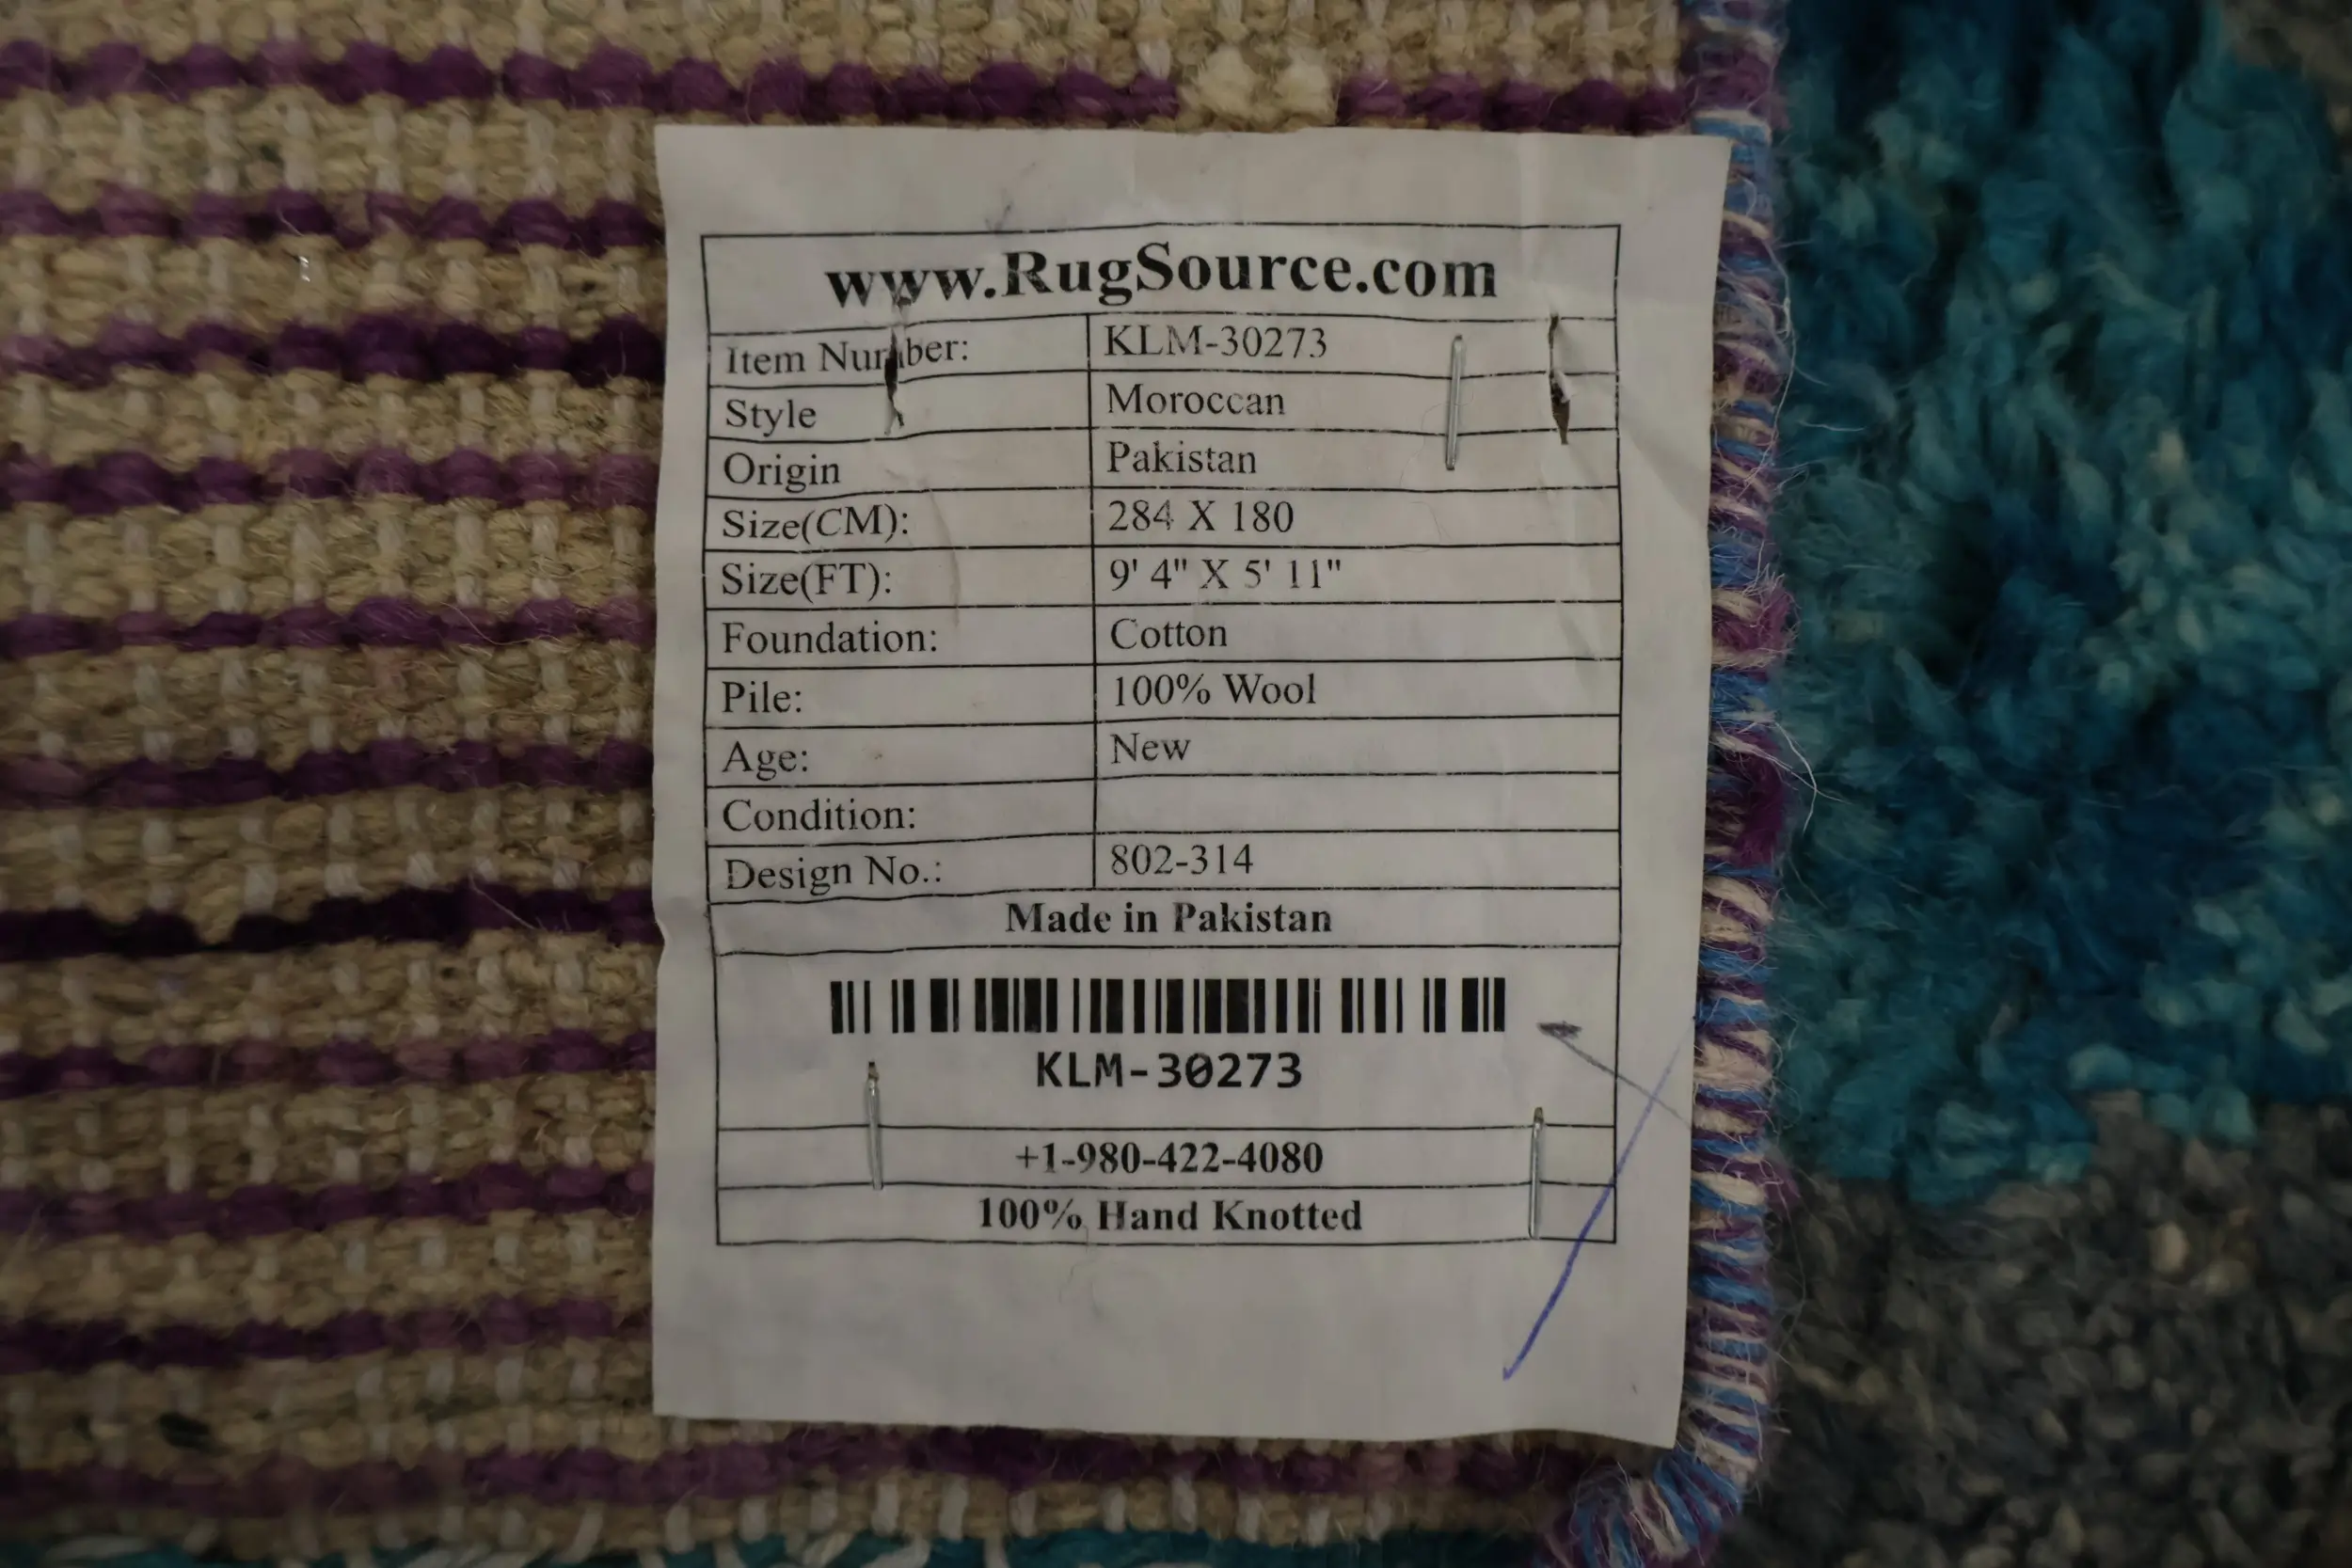 www.RugSource.com
Item Number: KLM-30273
Style Moroccan
Origin Pakistan
Size(CM): 284 X 180
Size(FT): 9' 4" X 5' 11"
Foundation: Cotton
Pile: 100% Wool
Age: New
Condition:
Design No.: 802-314
Made in Pakistan
KLM-30273
+1-980-422-4080
100% Hand Knotted